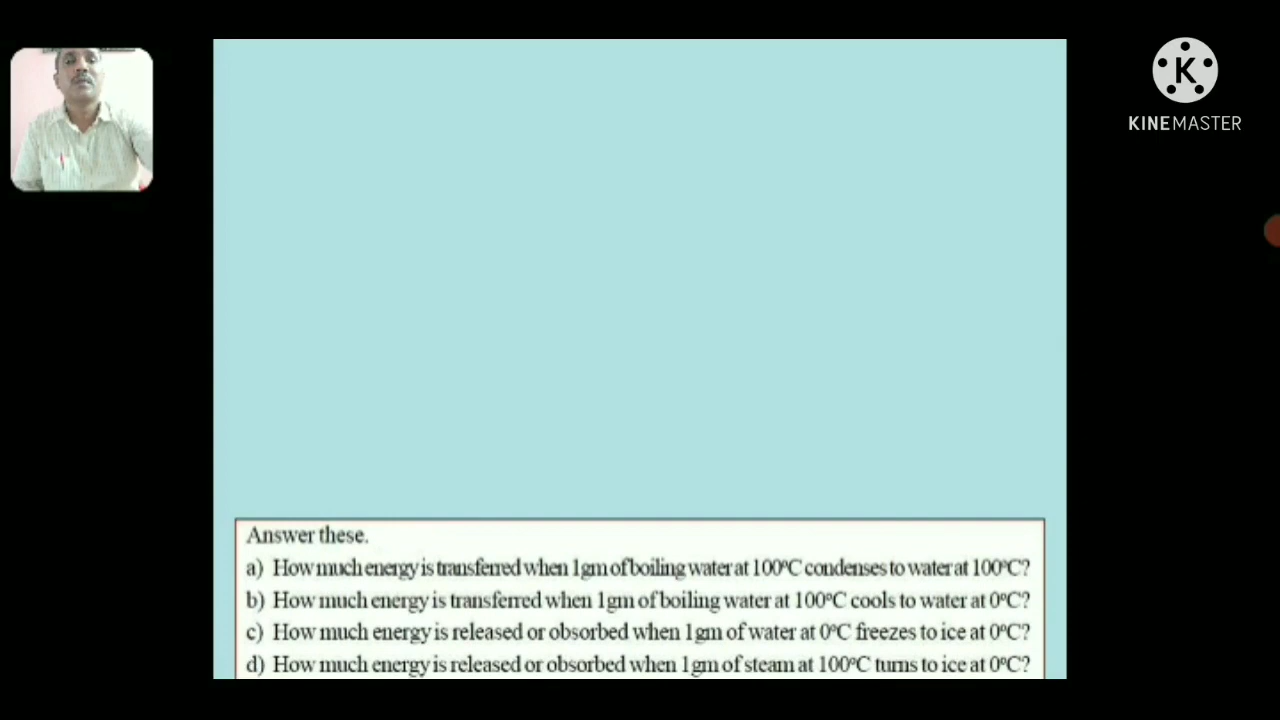 K
KINEMASTER
Answer these.
a) How much energy is transferred when 1gm of boiling water at 100°C condenses to water at 100°C?
b) How much energy is transferred when 1gm of boiling water at 100°C cools to water at 0°C?
c) How much energy is released or obsorbed when 1gm of water at 0°C freezes to ice at 0°C?
d) How much energy is released or obsorbed when 1gm of steam at 100°C turns to ice at 0°C?